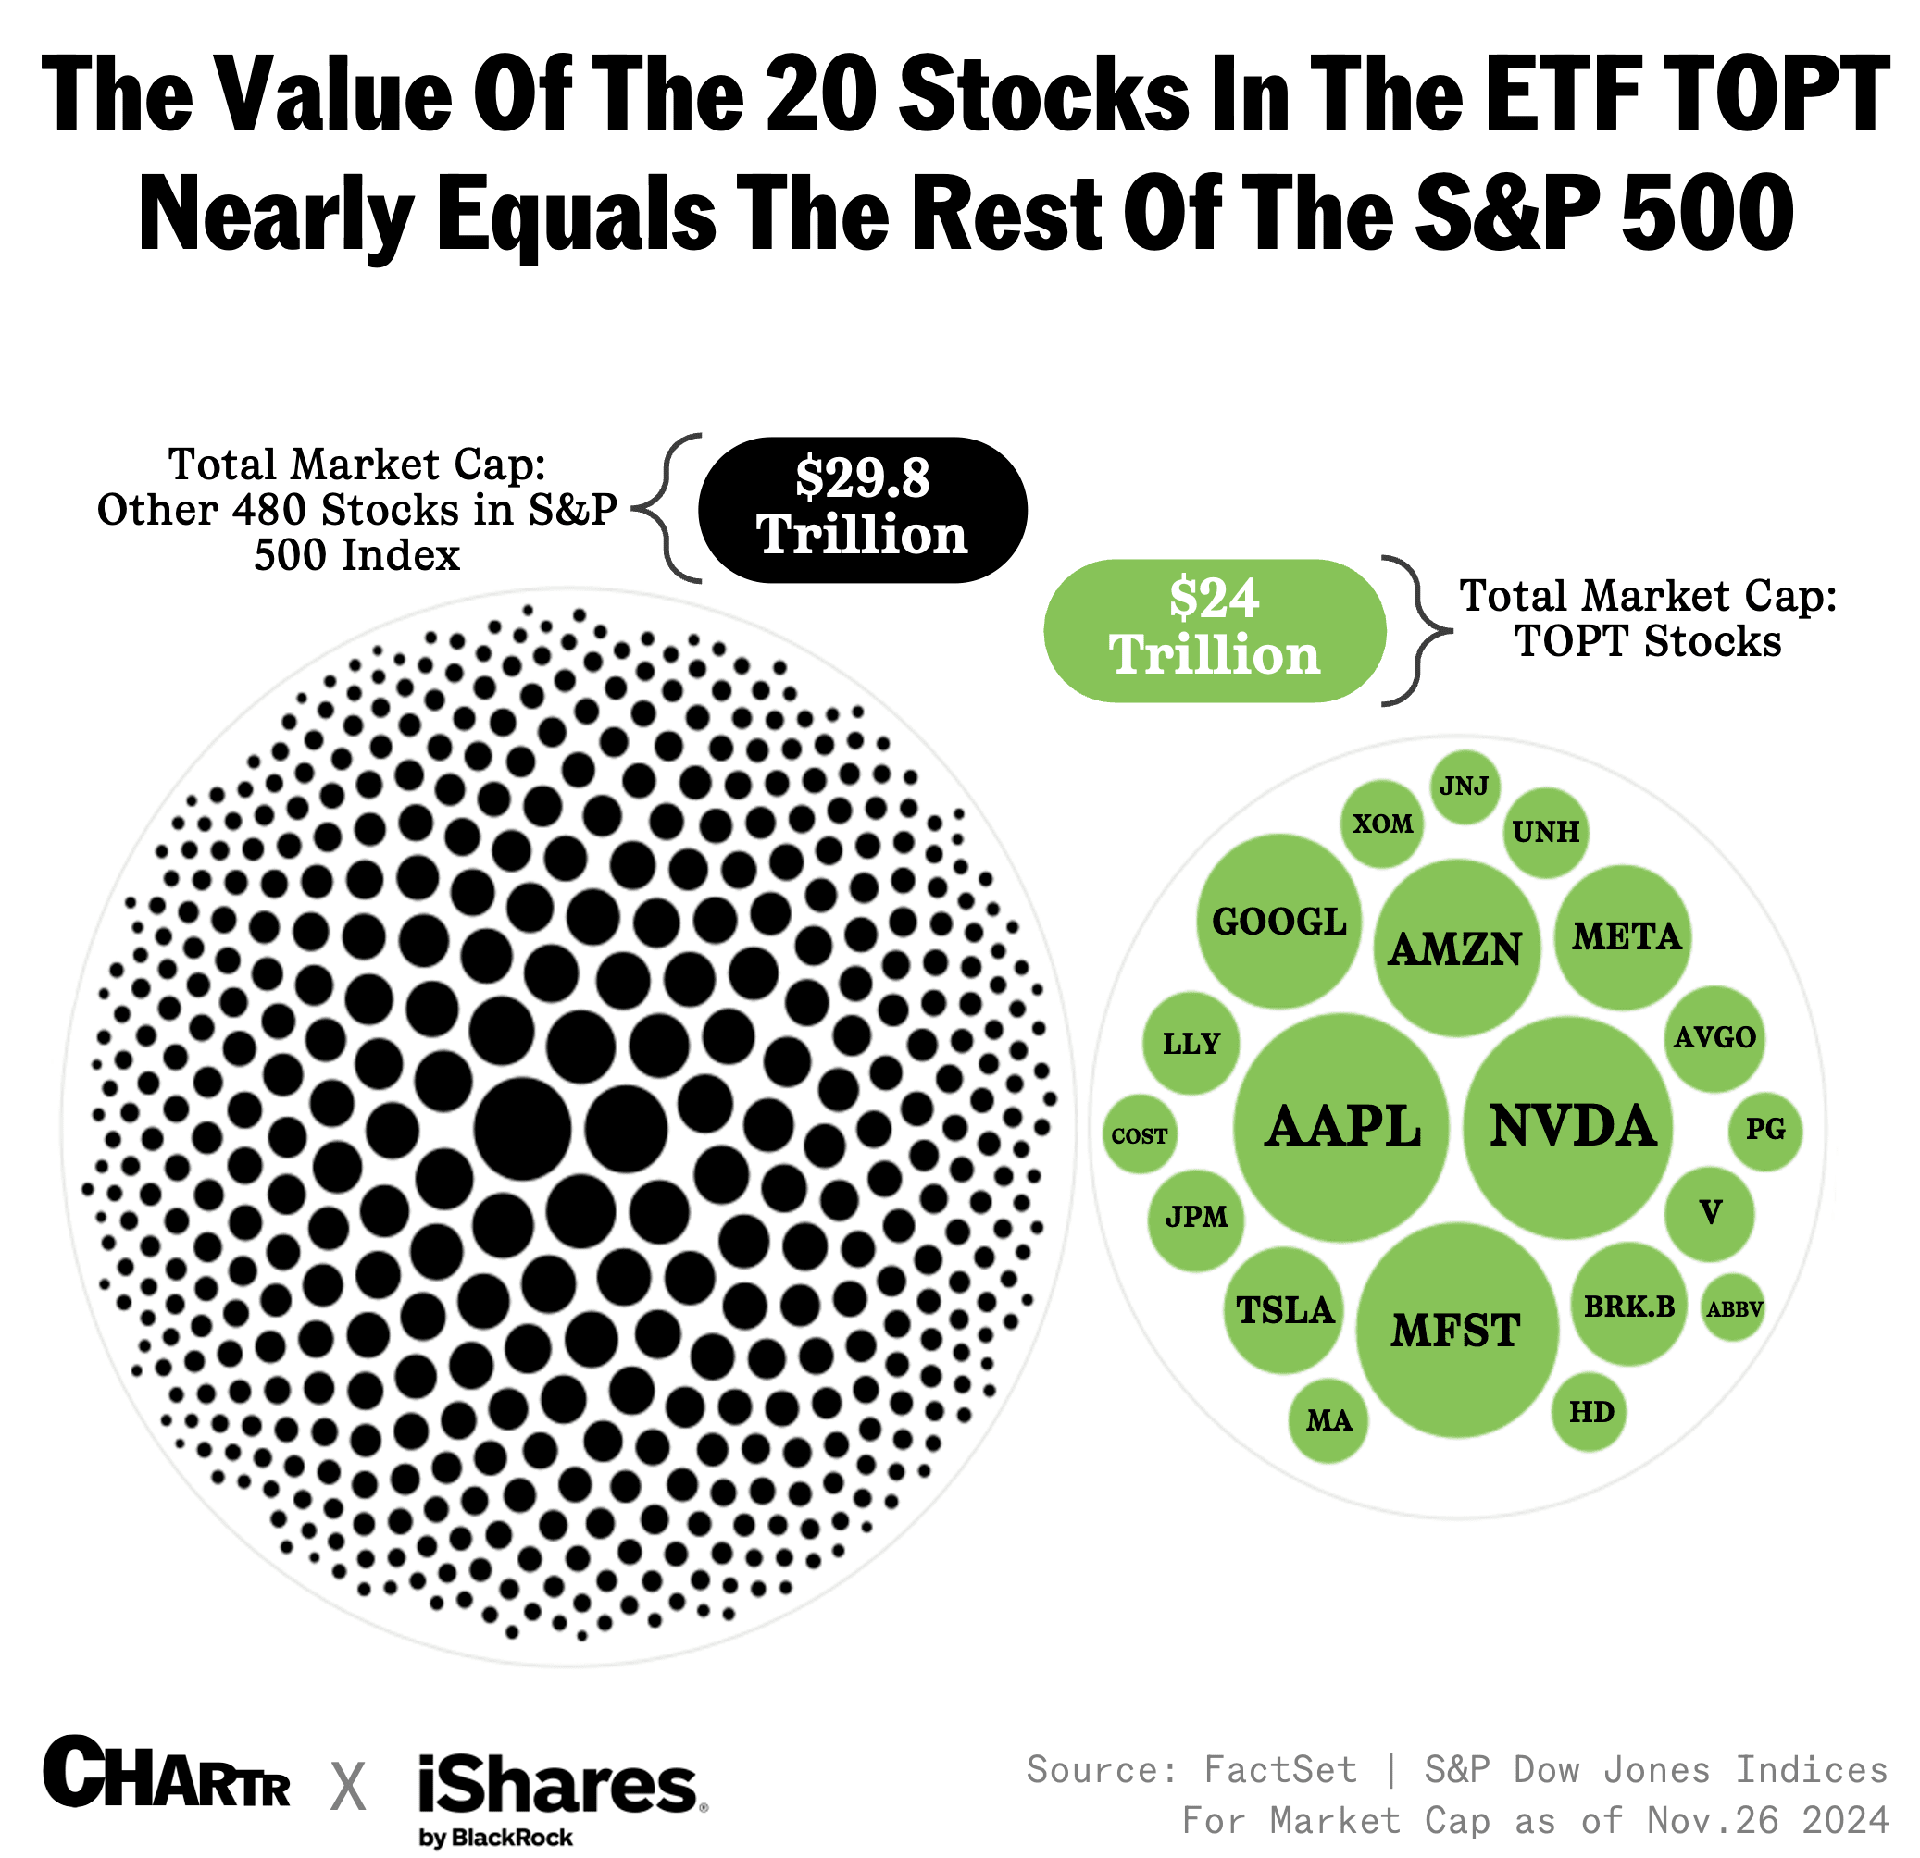 The Value Of The 20 Stocks In The ETF TOPT
Nearly Equals The Rest Of The S&P 500
Total Market Cap:
Other 480 Stocks in S&P
500 Index
$29.8
Trillion
$24
Trillion
Total Market Cap:
TOPT Stocks
JNJ
XOM
UNH
GOOGL
AMZN
META
LLY
AVGO
AAPL
NVDA
COST
PG
JPM
V
TSLA
MFST
BRK.B
ABBV
MA
HD
CHARTR X iShares®
by BlackRock
Source: FactSet | S&P Dow Jones Indices
For Market Cap as of Nov.26 2024